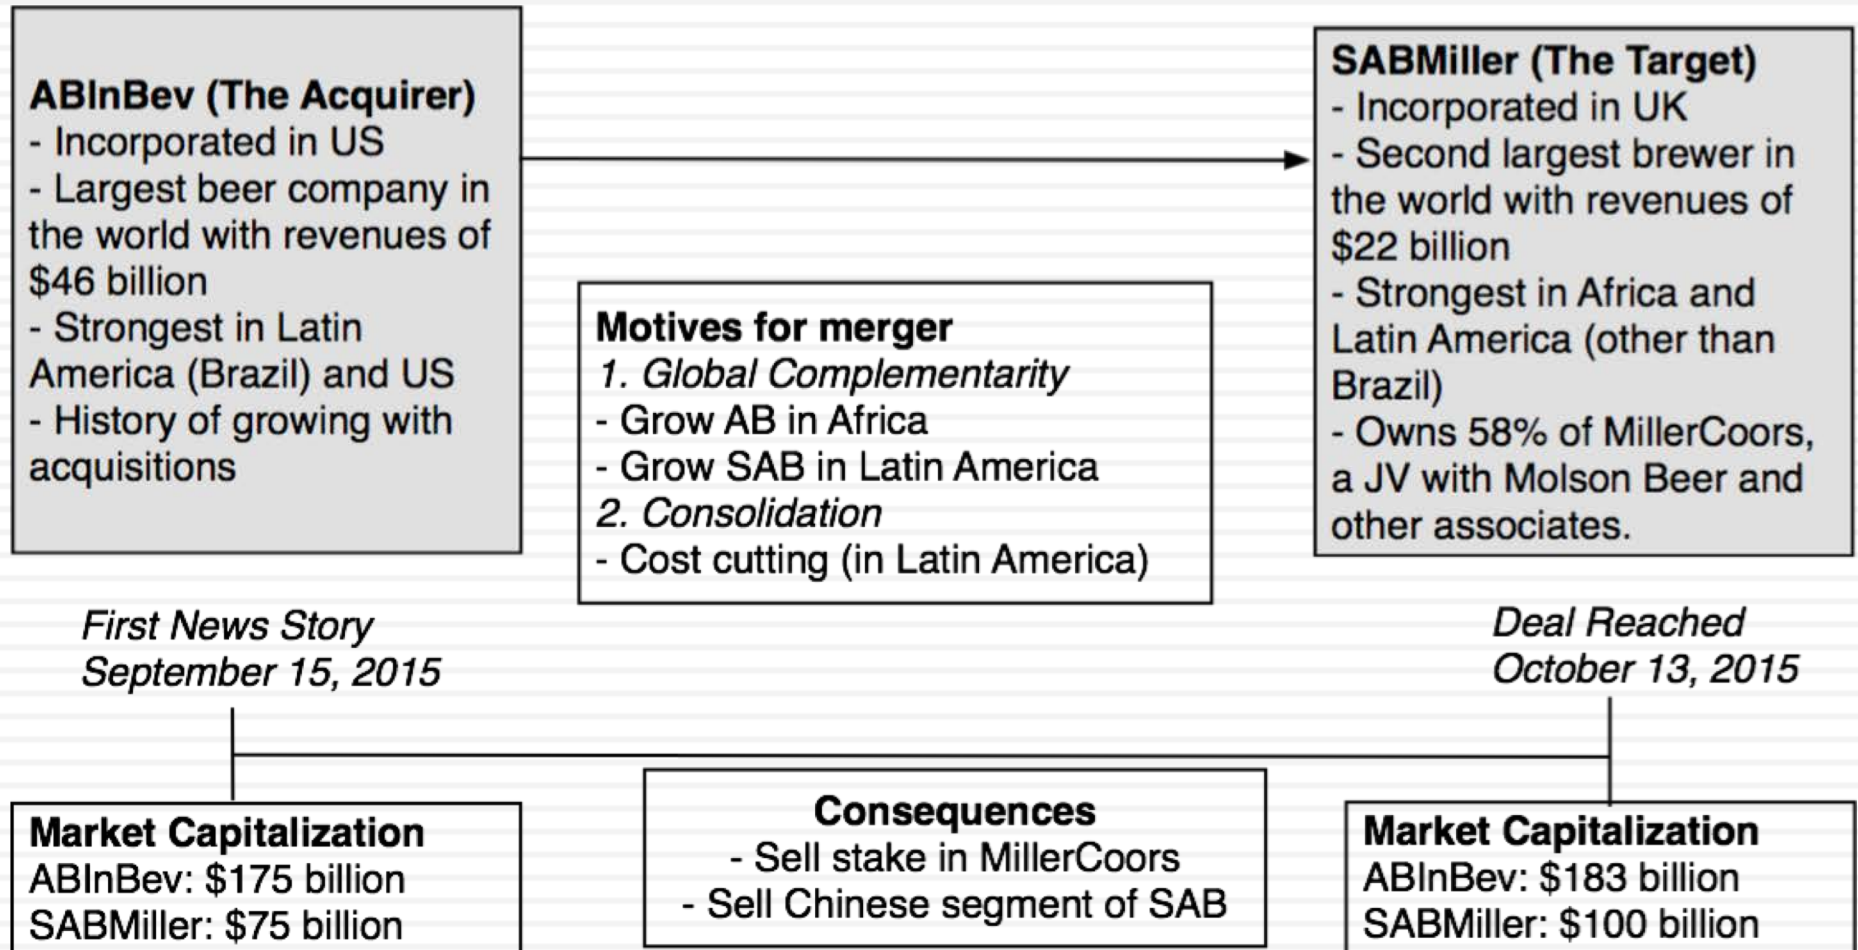 ABInBev (The Acquirer)
- Incorporated in US
- Largest beer company in
the world with revenues of
$46 billion
- Strongest in Latin
America (Brazil) and US
- History of growing with
acquisitions
Motives for merger
1. Global Complementarity
- Grow AB in Africa
- Grow SAB in Latin America
2. Consolidation
- Cost cutting (in Latin America)
SABMiller (The Target)
- Incorporated in UK
- Second largest brewer in
the world with revenues of
$22 billion
- Strongest in Africa and
Latin America (other than
Brazil)
- Owns 58% of MillerCoors,
a JV with Molson Beer and
other associates.
First News Story
September 15, 2015
Deal Reached
October 13, 2015
Market Capitalization
ABInBev: $175 billion
SABMiller: $75 billion
Consequences
- Sell stake in MillerCoors
- Sell Chinese segment of SAB
Market Capitalization
ABInBev: $183 billion
SABMiller: $100 billion